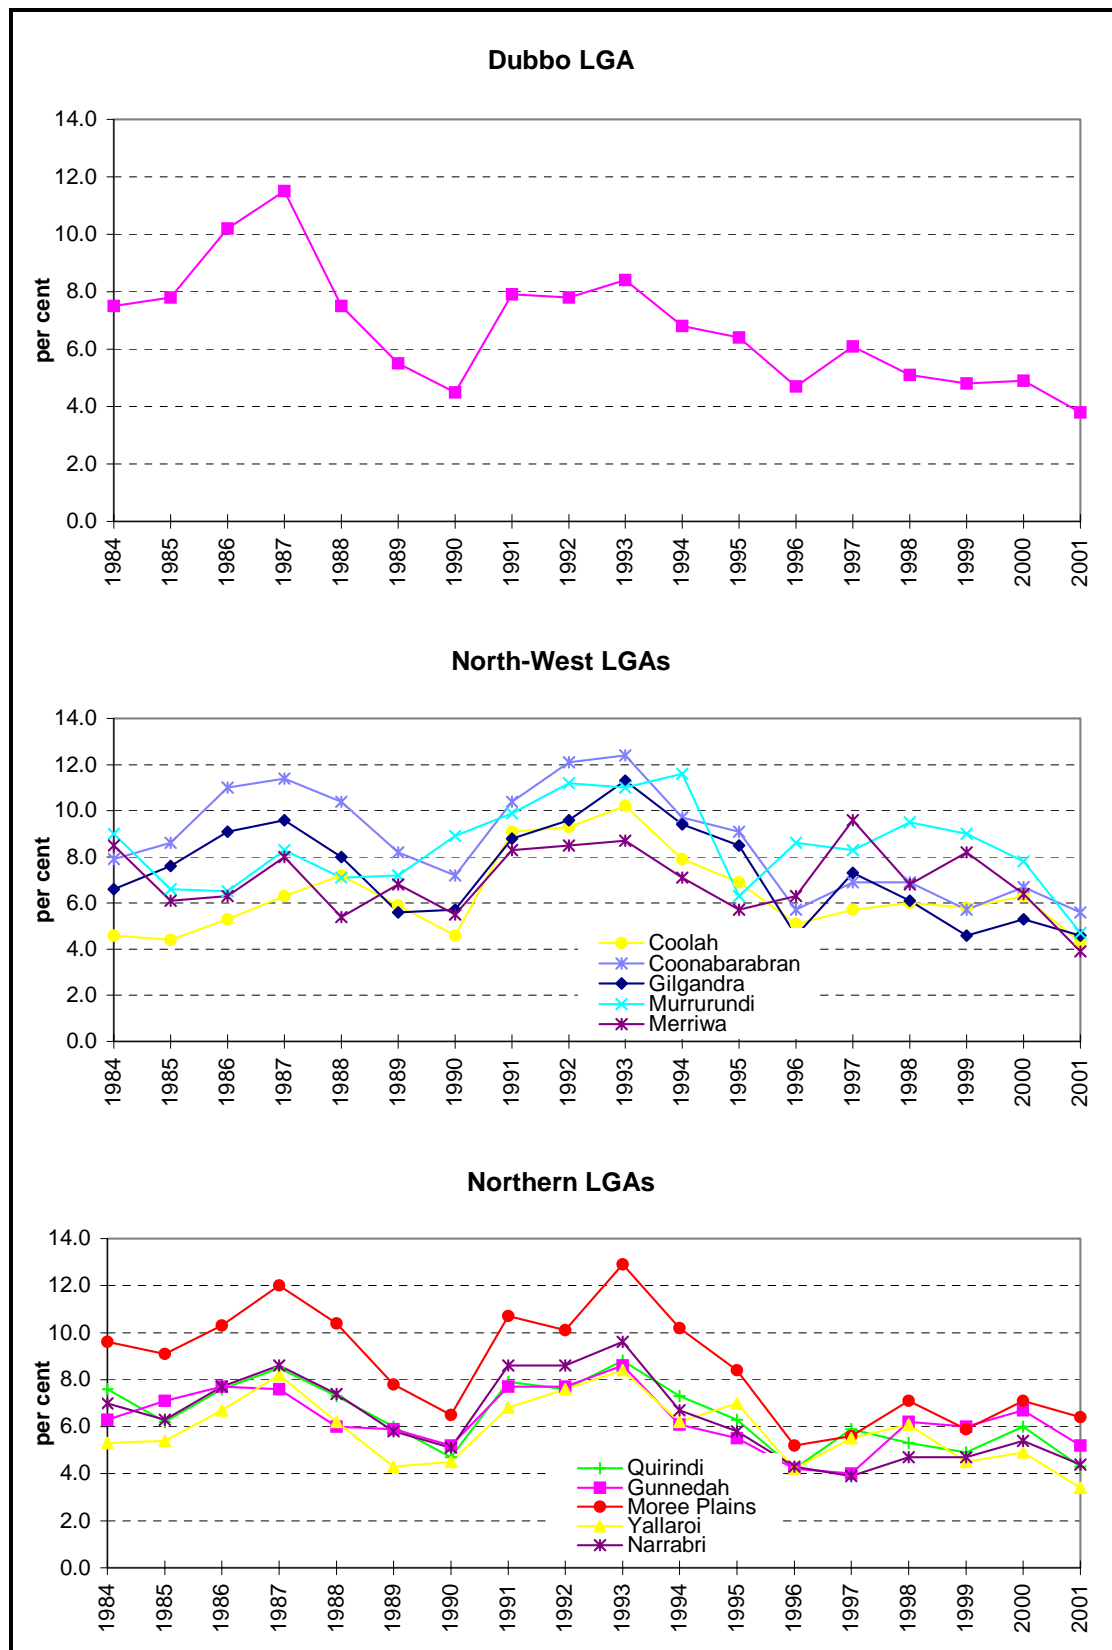 Dubbo LGA
14.0
12.0
10.0
8.0
6.0
4.0
2.0
0.0
per cent
1984 1985 1986 1987 1988 1989 1990 1991 1992 1993 1994 1995 1996 1997 1998 1999 2000 2001
North-West LGAs
14.0
12.0
10.0
8.0
6.0
4.0
2.0
0.0
per cent
Coolah
Coonabarabran
Gilgandra
Murrurundi
Merriwa
1984 1985 1986 1987 1988 1989 1990 1991 1992 1993 1994 1995 1996 1997 1998 1999 2000 2001
Northern LGAs
14.0
12.0
10.0
8.0
6.0
4.0
2.0
0.0
per cent
Quirindi
Gunnedah
Moree Plains
Yallaroi
Narrabri
1984 1985 1986 1987 1988 1989 1990 1991 1992 1993 1994 1995 1996 1997 1998 1999 2000 2001